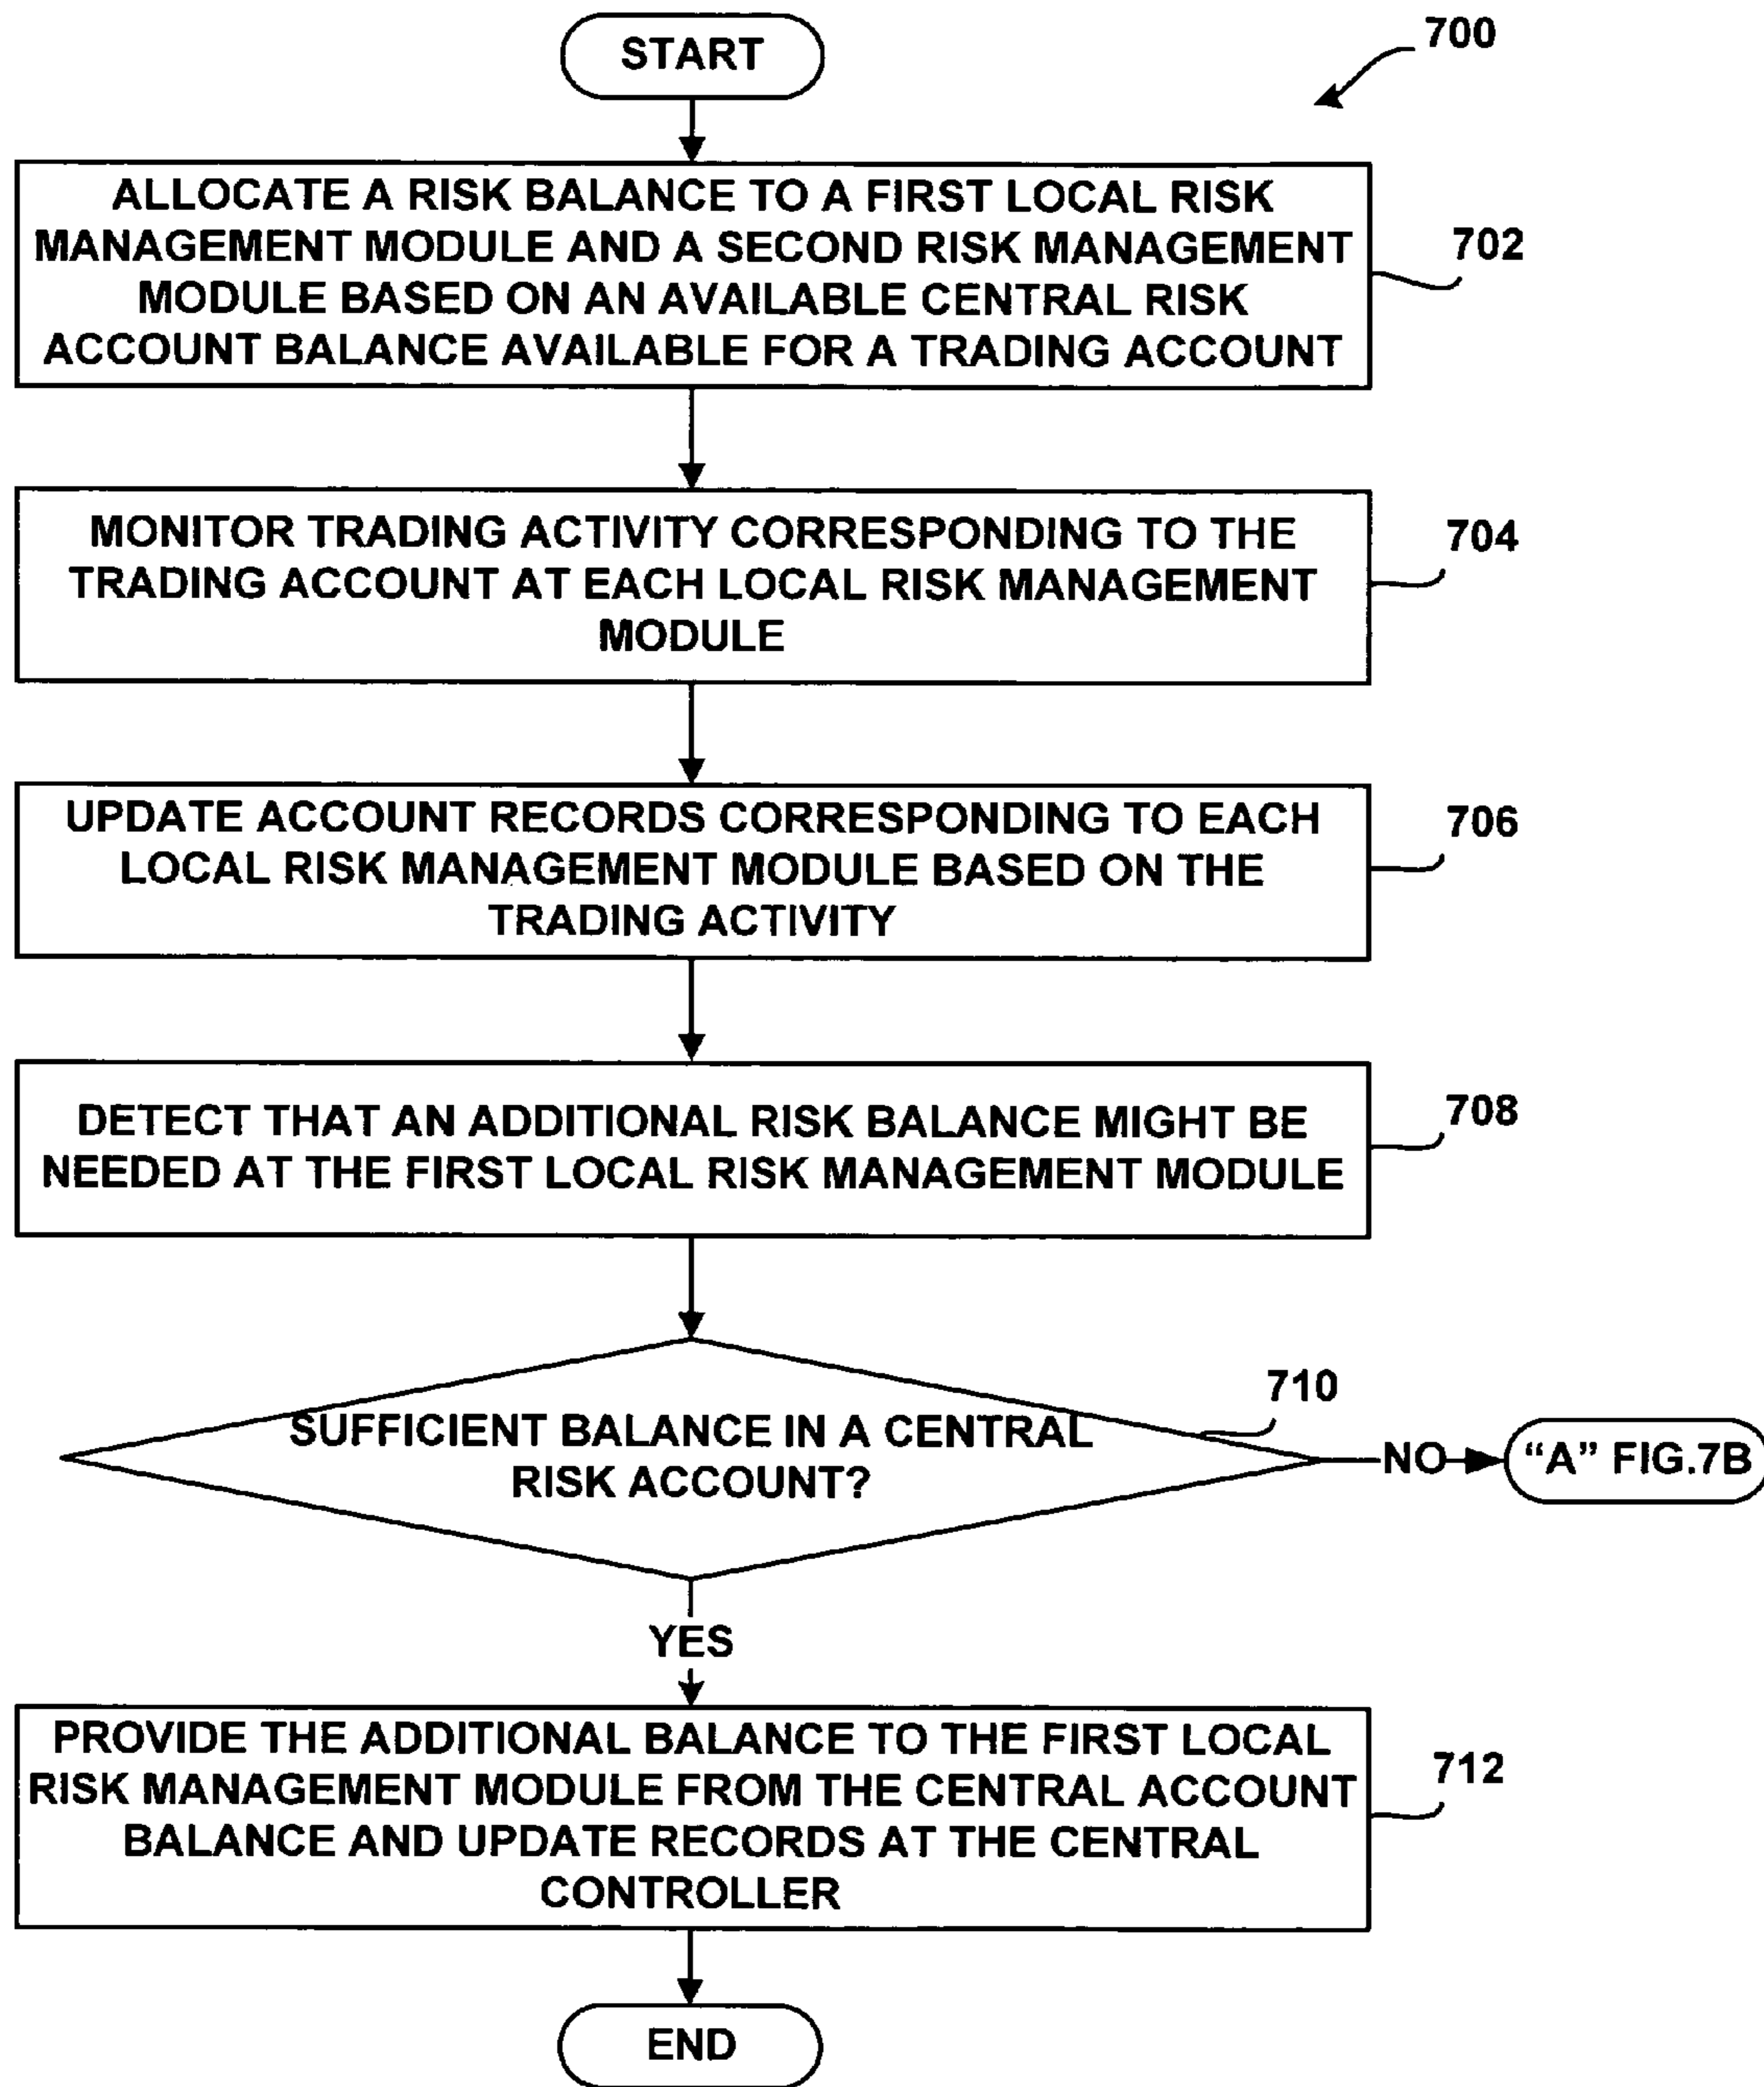 START
700
ALLOCATE A RISK BALANCE TO A FIRST LOCAL RISK
MANAGEMENT MODULE AND A SECOND RISK MANAGEMENT
MODULE BASED ON AN AVAILABLE CENTRAL RISK
ACCOUNT BALANCE AVAILABLE FOR A TRADING ACCOUNT
702
MONITOR TRADING ACTIVITY CORRESPONDING TO THE
TRADING ACCOUNT AT EACH LOCAL RISK MANAGEMENT
MODULE
704
UPDATE ACCOUNT RECORDS CORRESPONDING TO EACH
LOCAL RISK MANAGEMENT MODULE BASED ON THE
TRADING ACTIVITY
706
DETECT THAT AN ADDITIONAL RISK BALANCE MIGHT BE
NEEDED AT THE FIRST LOCAL RISK MANAGEMENT MODULE
708
SUFFICIENT BALANCE IN A CENTRAL
RISK ACCOUNT?
710
NO
“A” FIG.7B
YES
PROVIDE THE ADDITIONAL BALANCE TO THE FIRST LOCAL
RISK MANAGEMENT MODULE FROM THE CENTRAL ACCOUNT
BALANCE AND UPDATE RECORDS AT THE CENTRAL
CONTROLLER
712
END